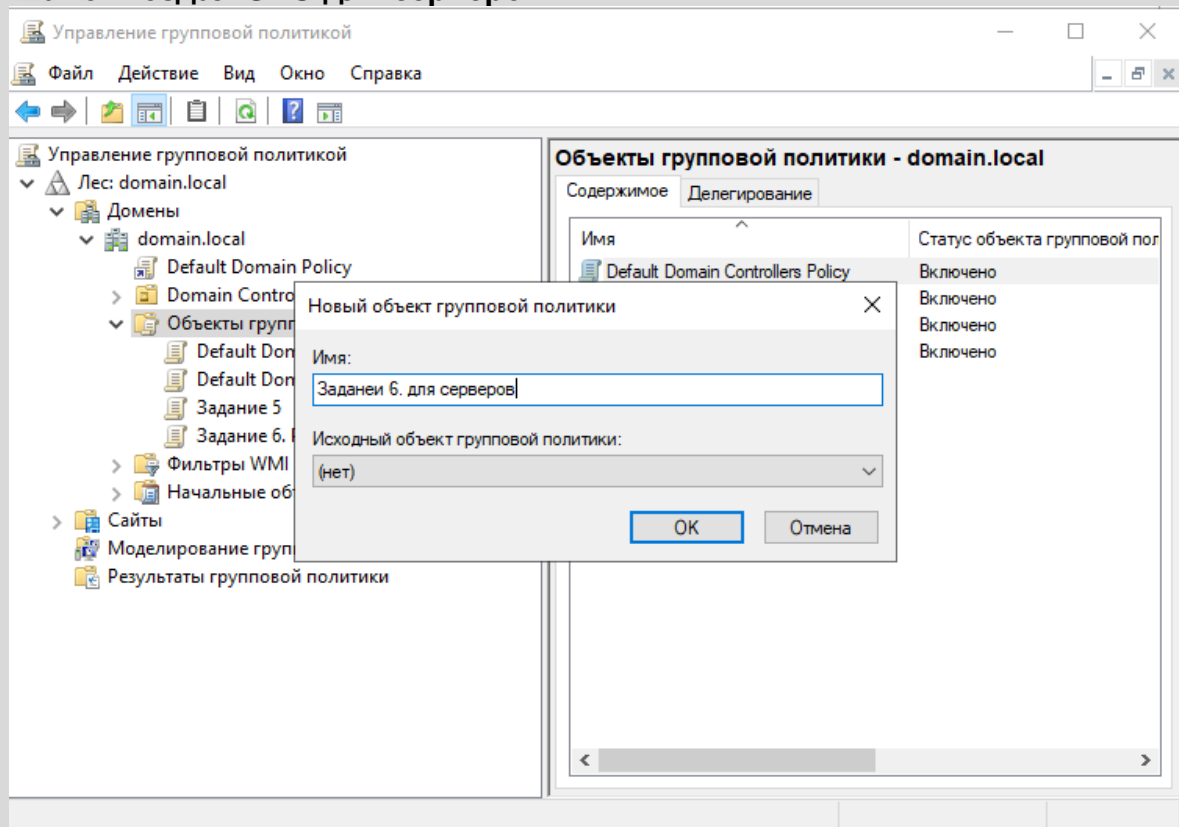 Управление групповой политикой
Файл Действие Вид Окно Справка
Управление групповой политикой
Лес: domain.local
Домены
domain.local
Default Domain Policy
Domain Contro
Объекты групп
Default Don
Default Don
Задание 5
Задание 6.
Фильтры WMI
Начальные об
Сайты
Моделирование груп
Результаты групповой политики
Объекты групповой политики - domain.local
Содержимое Делегирование
Имя Статус объекта групповой пол
Default Domain Controllers Policy Включено
Включено
Включено
Включено
Новый объект групповой политики
Имя:
Заданеи 6. для серверов
Исходный объект групповой политики:
(нет)
OK Отмена